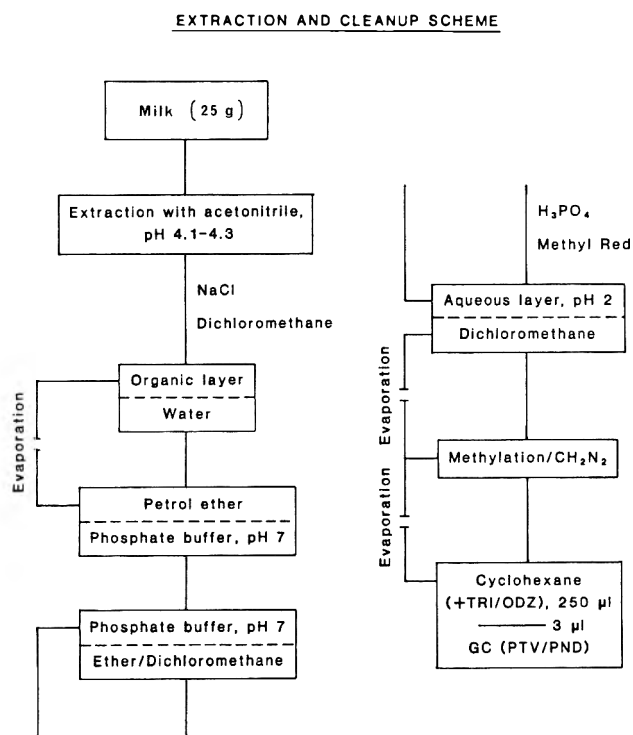 EXTRACTION AND CLEANUP SCHEME
Milk (25 g)
Extraction with acetonitrile,
pH 4.1–4.3
NaCl
Dichloromethane
Organic layer
Water
Evaporation
Petrol ether
Phosphate buffer, pH 7
Phosphate buffer, pH 7
Ether/Dichloromethane
H₃PO₄
Methyl Red
Aqueous layer, pH 2
Dichloromethane
Evaporation
Methylation/CH₂N₂
Evaporation
Cyclohexane
(+TRI/ODZ), 250 µl
3 µl
GC (PTV/PND)